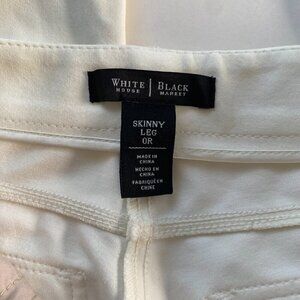 WHITE | BLACK
HOUSE | MARKET
SKINNY
LEG
0R
MADE IN
CHINA
HECHO EN
CHINA
FABRIQUÉ EN
CHINE